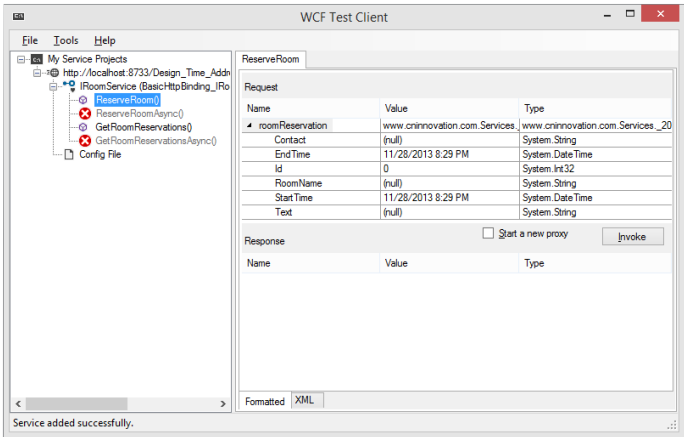 WCF Test Client
File Tools Help
My Service Projects
http://localhost:8733/Design_Time_Addr
IRoomService (BasicHttpBinding_IRo
ReserveRoom()
ReserveRoomAsync()
GetRoomReservations()
GetRoomReservationsAsync()
Config File
ReserveRoom
Request
Name Value Type
roomReservation www.cninnovation.com.Services. www.cninnovation.com.Services._20
Contact (null) System.String
EndTime 11/28/2013 8:29 PM System.DateTime
Id 0 System.Int32
RoomName (null) System.String
StartTime 11/28/2013 8:29 PM System.DateTime
Text (null) System.String
Response
Start a new proxy
Invoke
Name Value Type
Formatted XML
Service added successfully.